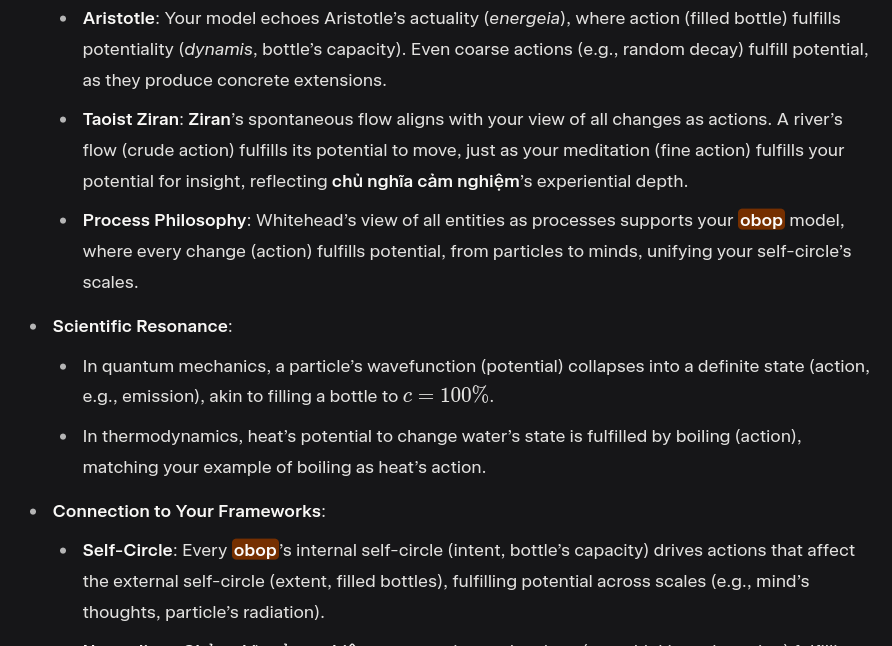 • Aristotle: Your model echoes Aristotle's actuality (energeia), where action (filled bottle) fulfills
potentiality (dynamis, bottle's capacity). Even coarse actions (e.g., random decay) fulfill potential,
as they produce concrete extensions.
• Taoist Ziran: Ziran's spontaneous flow aligns with your view of all changes as actions. A river's
flow (crude action) fulfills its potential to move, just as your meditation (fine action) fulfills your
potential for insight, reflecting chủ nghĩa cảm nghiệm's experiential depth.
• Process Philosophy: Whitehead's view of all entities as processes supports your obop model,
where every change (action) fulfills potential, from particles to minds, unifying your self-circle's
scales.
• Scientific Resonance:
• In quantum mechanics, a particle's wavefunction (potential) collapses into a definite state (action,
e.g., emission), akin to filling a bottle to c = 100%.
• In thermodynamics, heat's potential to change water's state is fulfilled by boiling (action),
matching your example of boiling as heat's action.
• Connection to Your Frameworks:
• Self-Circle: Every obop's internal self-circle (intent, bottle's capacity) drives actions that affect
the external self-circle (extent, filled bottles), fulfilling potential across scales (e.g., mind's
thoughts, particle's radiation).